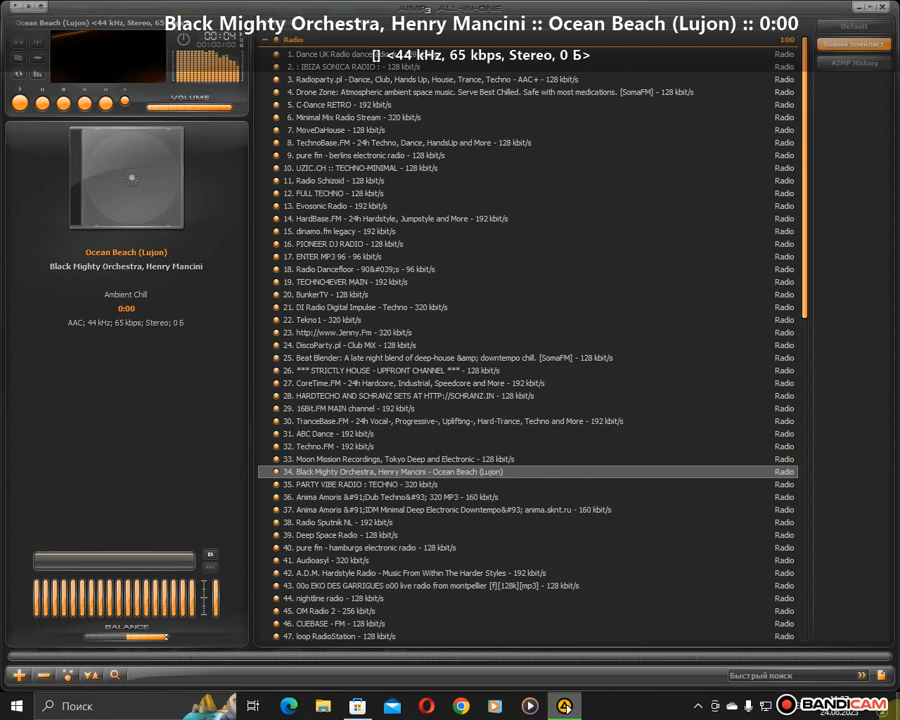 Ocean Beach (Lujon) <44 kHz, 65 kbps, Stereo,
AIMP3 ALL-IN-ONE
Black Mighty Orchestra, Henry Mancini :: Ocean Beach (Lujon) :: 0:00
[] <44 kHz, 65 kbps, Stereo, 0 Б>
00:04
VOLUME
Radio 100
Default
Новый плейлист
AIMP History
1. Dance UK Radio
2. : IBIZA SONICA RADIO : - 128 kbit/s Radio
3. Radioparty.pl - Dance, Club, Hands Up, House, Trance, Techno - AAC+ - 128 kbit/s Radio
4. Drone Zone: Atmospheric ambient space music. Serve Best Chilled. Safe with most medications. [SomaFM] - 128 kbit/s Radio
5. C-Dance RETRO - 192 kbit/s Radio
6. Minimal Mix Radio Stream - 320 kbit/s Radio
7. MoveDaHouse - 128 kbit/s Radio
8. TechnoBase.FM - 24h Techno, Dance, HandsUp and More - 128 kbit/s Radio
9. pure fm - berlins electronic radio - 128 kbit/s Radio
10. UZIC.CH :: TECHNO-MINIMAL - 128 kbit/s Radio
11. Radio Schizoid - 128 kbit/s Radio
12. FULL TECHNO - 128 kbit/s Radio
13. Evosonic Radio - 128 kbit/s Radio
14. HardBase.FM - 24h Hardstyle, Jumpstyle and More - 192 kbit/s Radio
15. dinamo.fm legacy - 192 kbit/s Radio
16. PIONEER DJ RADIO - 128 kbit/s Radio
17. ENTER MP3 96 - 96 kbit/s Radio
18. Radio Dancefloor - 90&#039;s - 96 kbit/s Radio
19. TECHNO4EVER MAIN - 192 kbit/s Radio
20. BunkerTV - 128 kbit/s Radio
21. DI Radio Digital Impulse - Techno - 320 kbit/s Radio
22. Tekno1 - 320 kbit/s Radio
23. http://www.Jenny.Fm - 320 kbit/s Radio
24. DiscoParty.pl - Club MiX - 128 kbit/s Radio
25. Beat Blender: A late night blend of deep-house &amp; downtempo chill. [SomaFM] - 128 kbit/s Radio
26. *** STRICTLY HOUSE - UPFRONT CHANNEL *** - 128 kbit/s Radio
27. CoreTime.FM - 24h Hardcore, Industrial, Speedcore and More - 192 kbit/s Radio
28. HARDTECHO AND SCHRANZ SETS AT HTTP://SCHRANZ.IN - 128 kbit/s Radio
29. 16Bit.FM MAIN channel - 192 kbit/s Radio
30. TranceBase.FM - 24h Vocal-, Progressive-, Uplifting-, Hard-Trance, Techno and More - 192 kbit/s Radio
31. ABC Dance - 192 kbit/s Radio
32. Techno.FM - 192 kbit/s Radio
33. Moon Mission Recordings, Tokyo Deep and Electronic - 128 kbit/s Radio
34. Black Mighty Orchestra, Henry Mancini - Ocean Beach (Lujon) Radio
35. PARTY VIBE RADIO : TECHNO - 320 kbit/s Radio
36. Anima Amoris &#91;Dub Techno&#93; 320 MP3 - 160 kbit/s Radio
37. Anima Amoris &#91;IDM Minimal Deep Electronic Downtempo&#93; anima.sknt.ru - 160 kbit/s Radio
38. Radio Sputnik NL - 192 kbit/s Radio
39. Deep Space Radio - 128 kbit/s Radio
40. pure fm - hamburgs electronic radio - 128 kbit/s Radio
41. Audioasyl - 320 kbit/s Radio
42. A.D.M. Hardstyle Radio - Music From Within The Harder Styles - 192 kbit/s Radio
43. 00o EKO DES GARRIGUES o00 live radio from montpellier [f][128k][mp3] - 128 kbit/s Radio
44. nightline radio - 128 kbit/s Radio
45. OM Radio 2 - 256 kbit/s Radio
46. CUEBASE - FM - 128 kbit/s Radio
47. loop RadioStation - 128 kbit/s Radio
Ocean Beach (Lujon)
Black Mighty Orchestra, Henry Mancini
Ambient Chill
0:00
AAC; 44 kHz; 65 kbps; Stereo; 0 Б
BALANCE
Быстрый поиск
Поиск
24.06.2023
BANDICAM